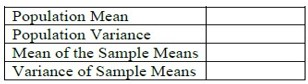 Population Mean
Population Variance
Mean of the Sample Means
Variance of Sample Means